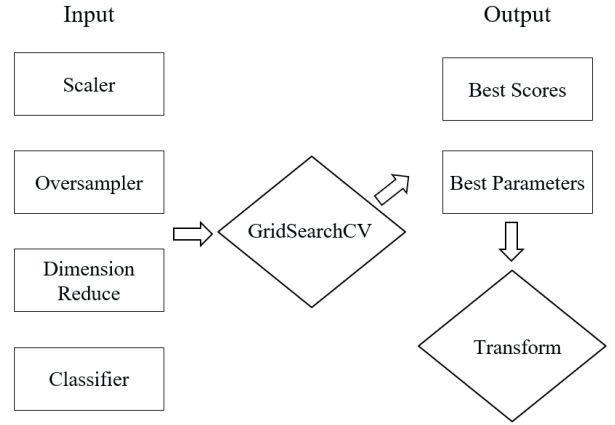 Input
Output
Scaler
Best Scores
Oversampler
Best Parameters
GridSearchCV
Dimension
Reduce
Transform
Classifier